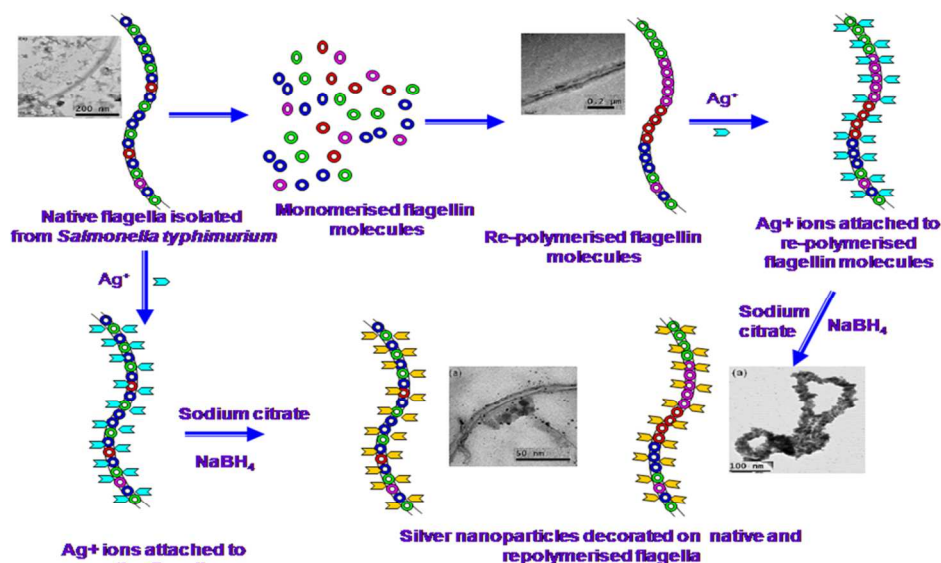 200 nm
0.2 µm
Ag⁺
Native flagella isolated
from Salmonella typhimurium
Monomerised flagellin
molecules
Re-polymerised flagellin
molecules
Ag+ ions attached to
re-polymerised
flagellin molecules
Ag⁺
Sodium
citrate
NaBH₄
Sodium citrate
NaBH₄
(a)
50 nm
(a)
100 nm
Ag+ ions attached to
Silver nanoparticles decorated on native and
repolymerised flagella